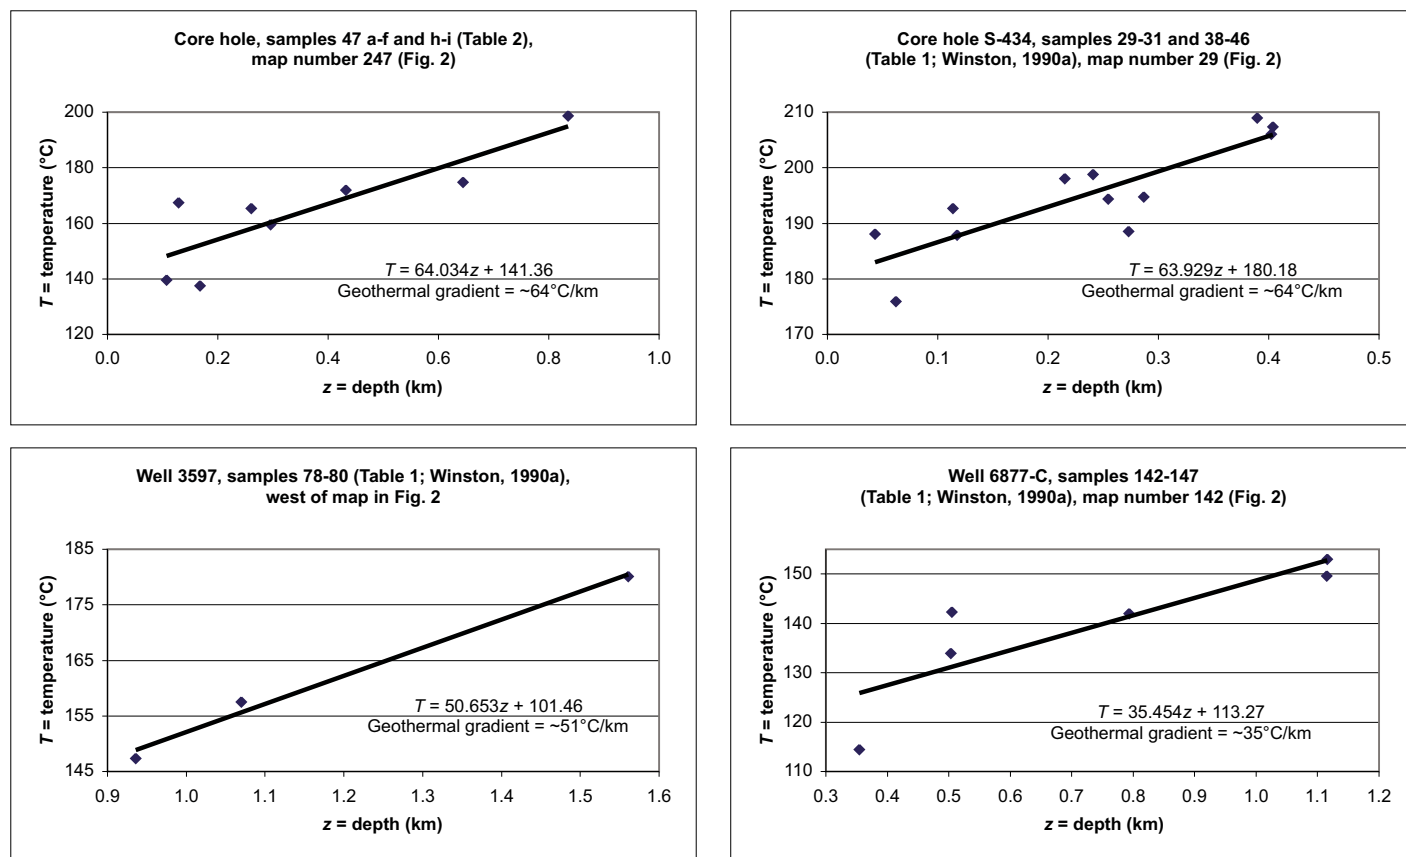 Core hole, samples 47 a-f and h-i (Table 2),
map number 247 (Fig. 2)
200
180
160
140
120
T = temperature (°C)
T = 64.034z + 141.36
Geothermal gradient = ~64°C/km
0.0 0.2 0.4 0.6 0.8 1.0
z = depth (km)
Core hole S-434, samples 29-31 and 38-46
(Table 1; Winston, 1990a), map number 29 (Fig. 2)
210
200
190
180
170
T = temperature (°C)
T = 63.929z + 180.18
Geothermal gradient = ~64°C/km
0.0 0.1 0.2 0.3 0.4 0.5
z = depth (km)
Well 3597, samples 78-80 (Table 1; Winston, 1990a),
west of map in Fig. 2
185
175
165
155
145
T = temperature (°C)
T = 50.653z + 101.46
Geothermal gradient = ~51°C/km
0.9 1.0 1.1 1.2 1.3 1.4 1.5 1.6
z = depth (km)
Well 6877-C, samples 142-147
(Table 1; Winston, 1990a), map number 142 (Fig. 2)
150
140
130
120
110
T = temperature (°C)
T = 35.454z + 113.27
Geothermal gradient = ~35°C/km
0.3 0.4 0.5 0.6 0.7 0.8 0.9 1.0 1.1 1.2
z = depth (km)